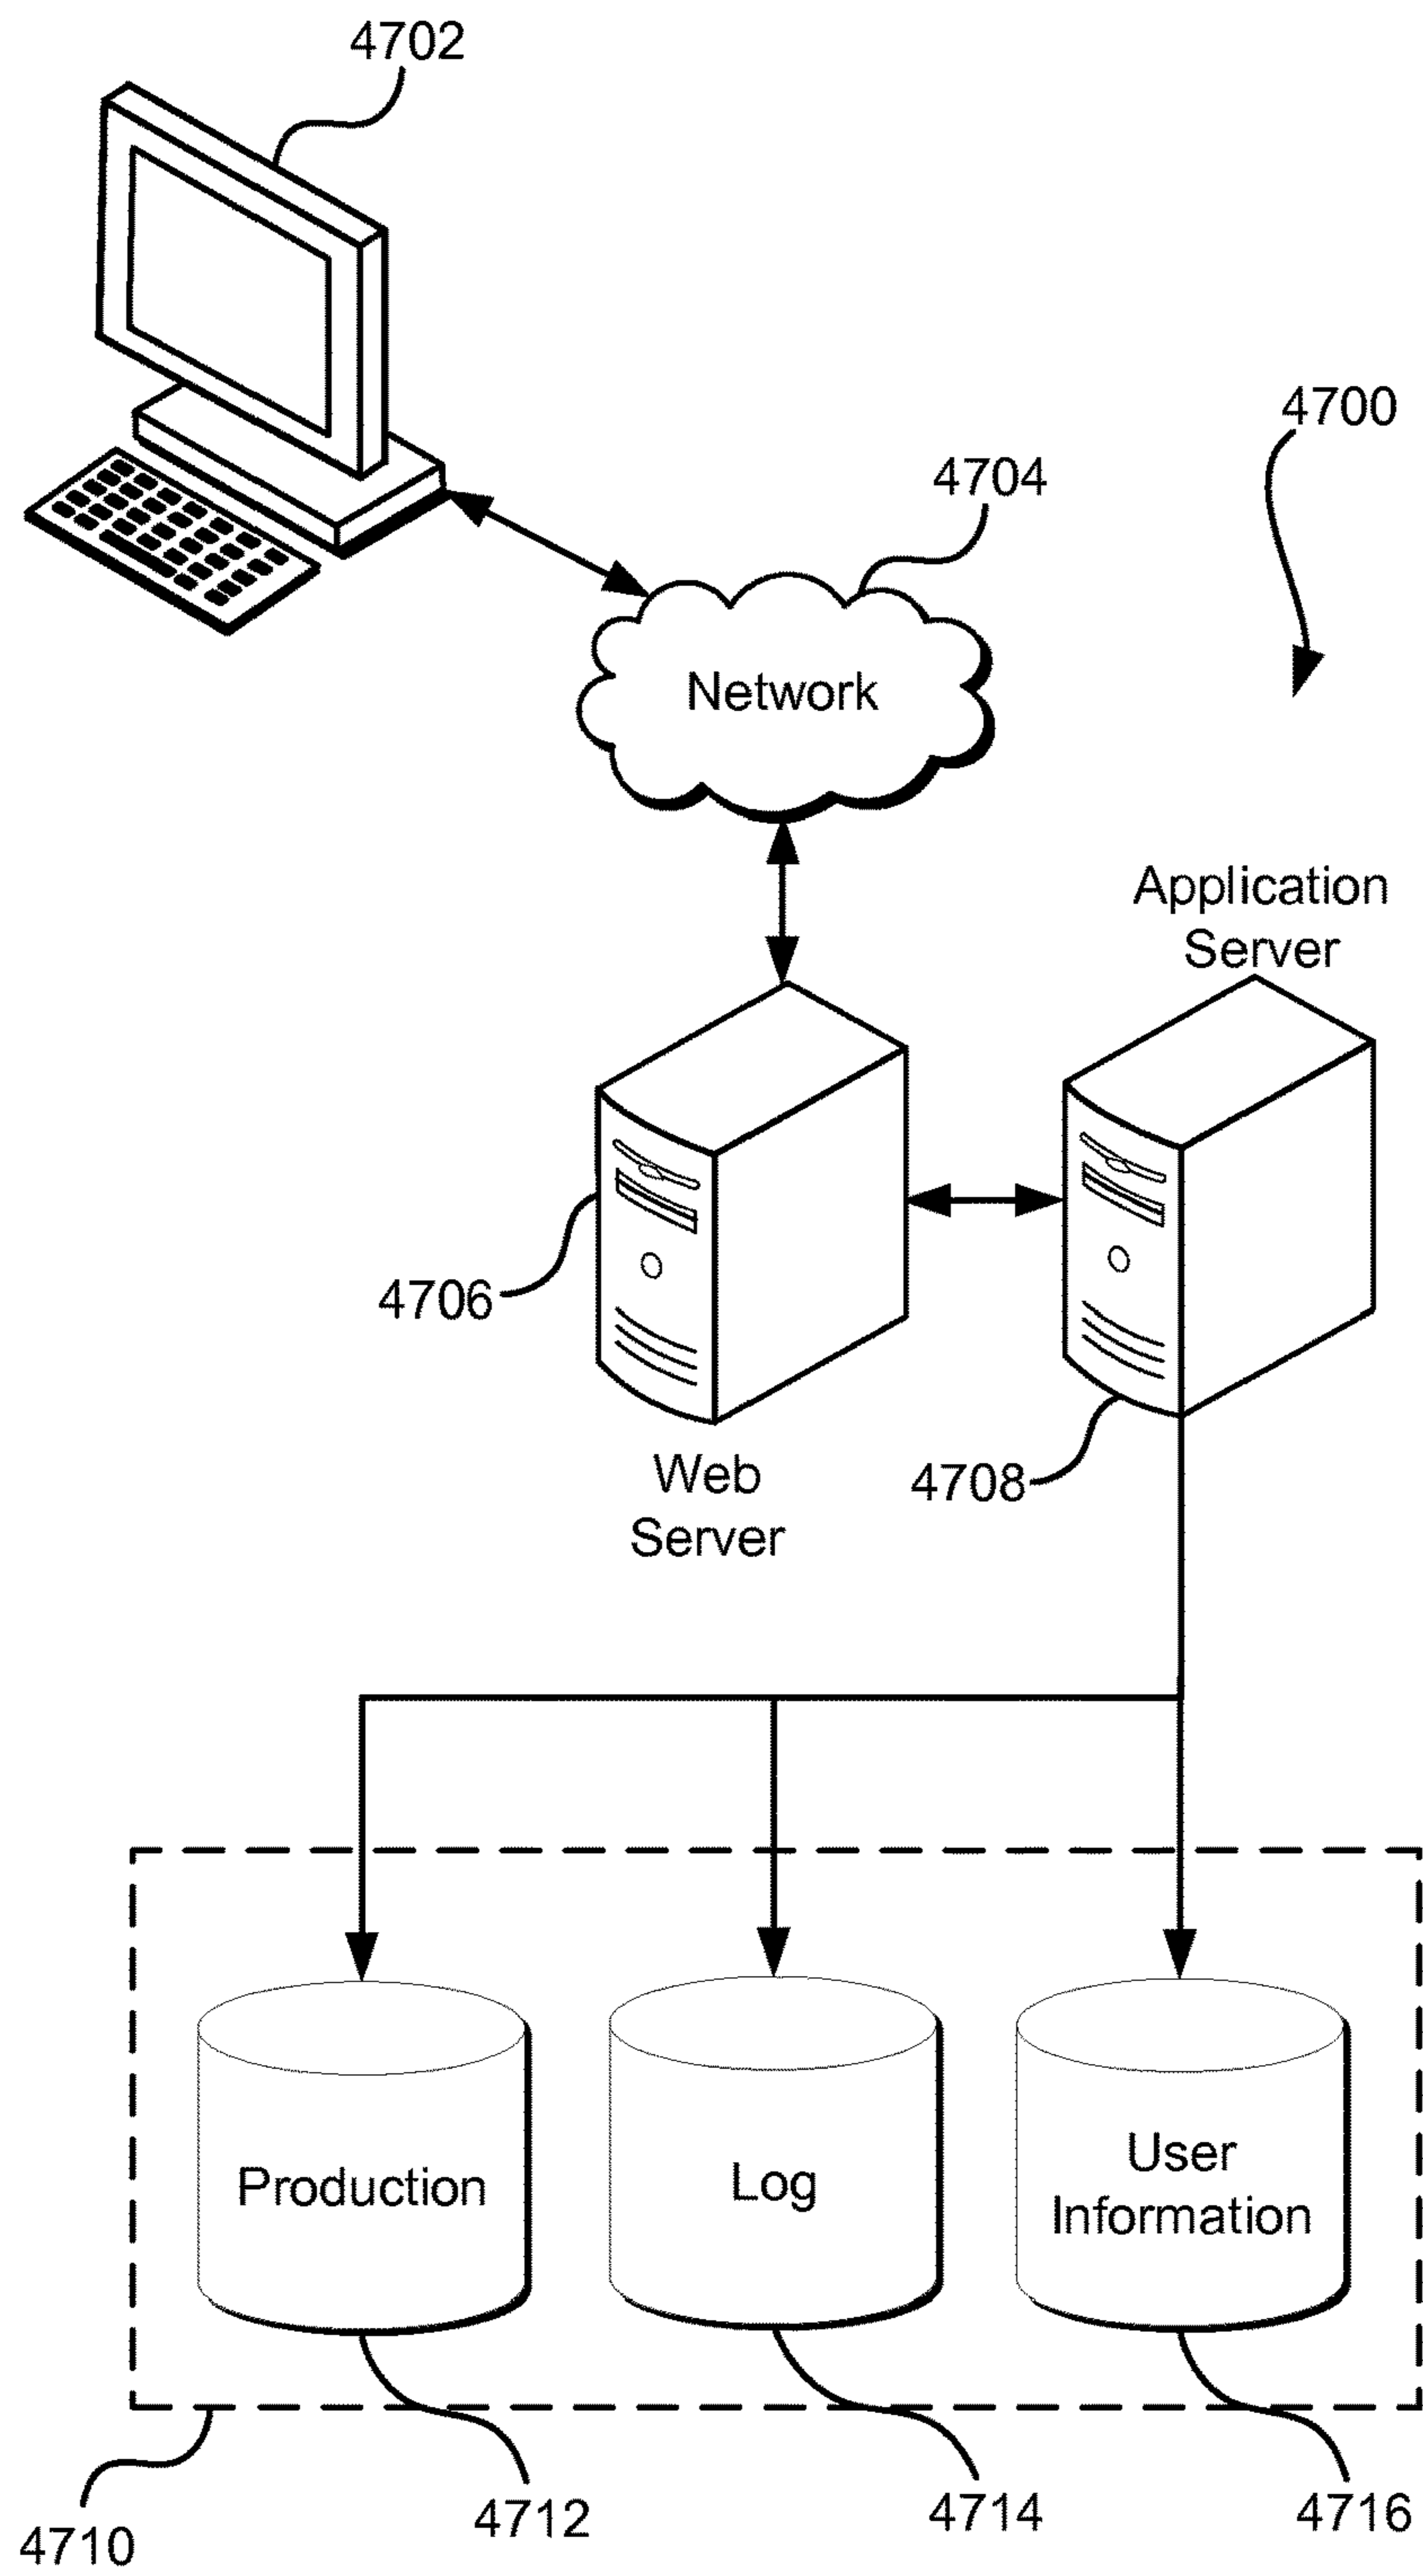 4702
4700
4704
Network
Application
Server
4706
Web
Server
4708
Production
Log
User
Information
4710
4712
4714
4716